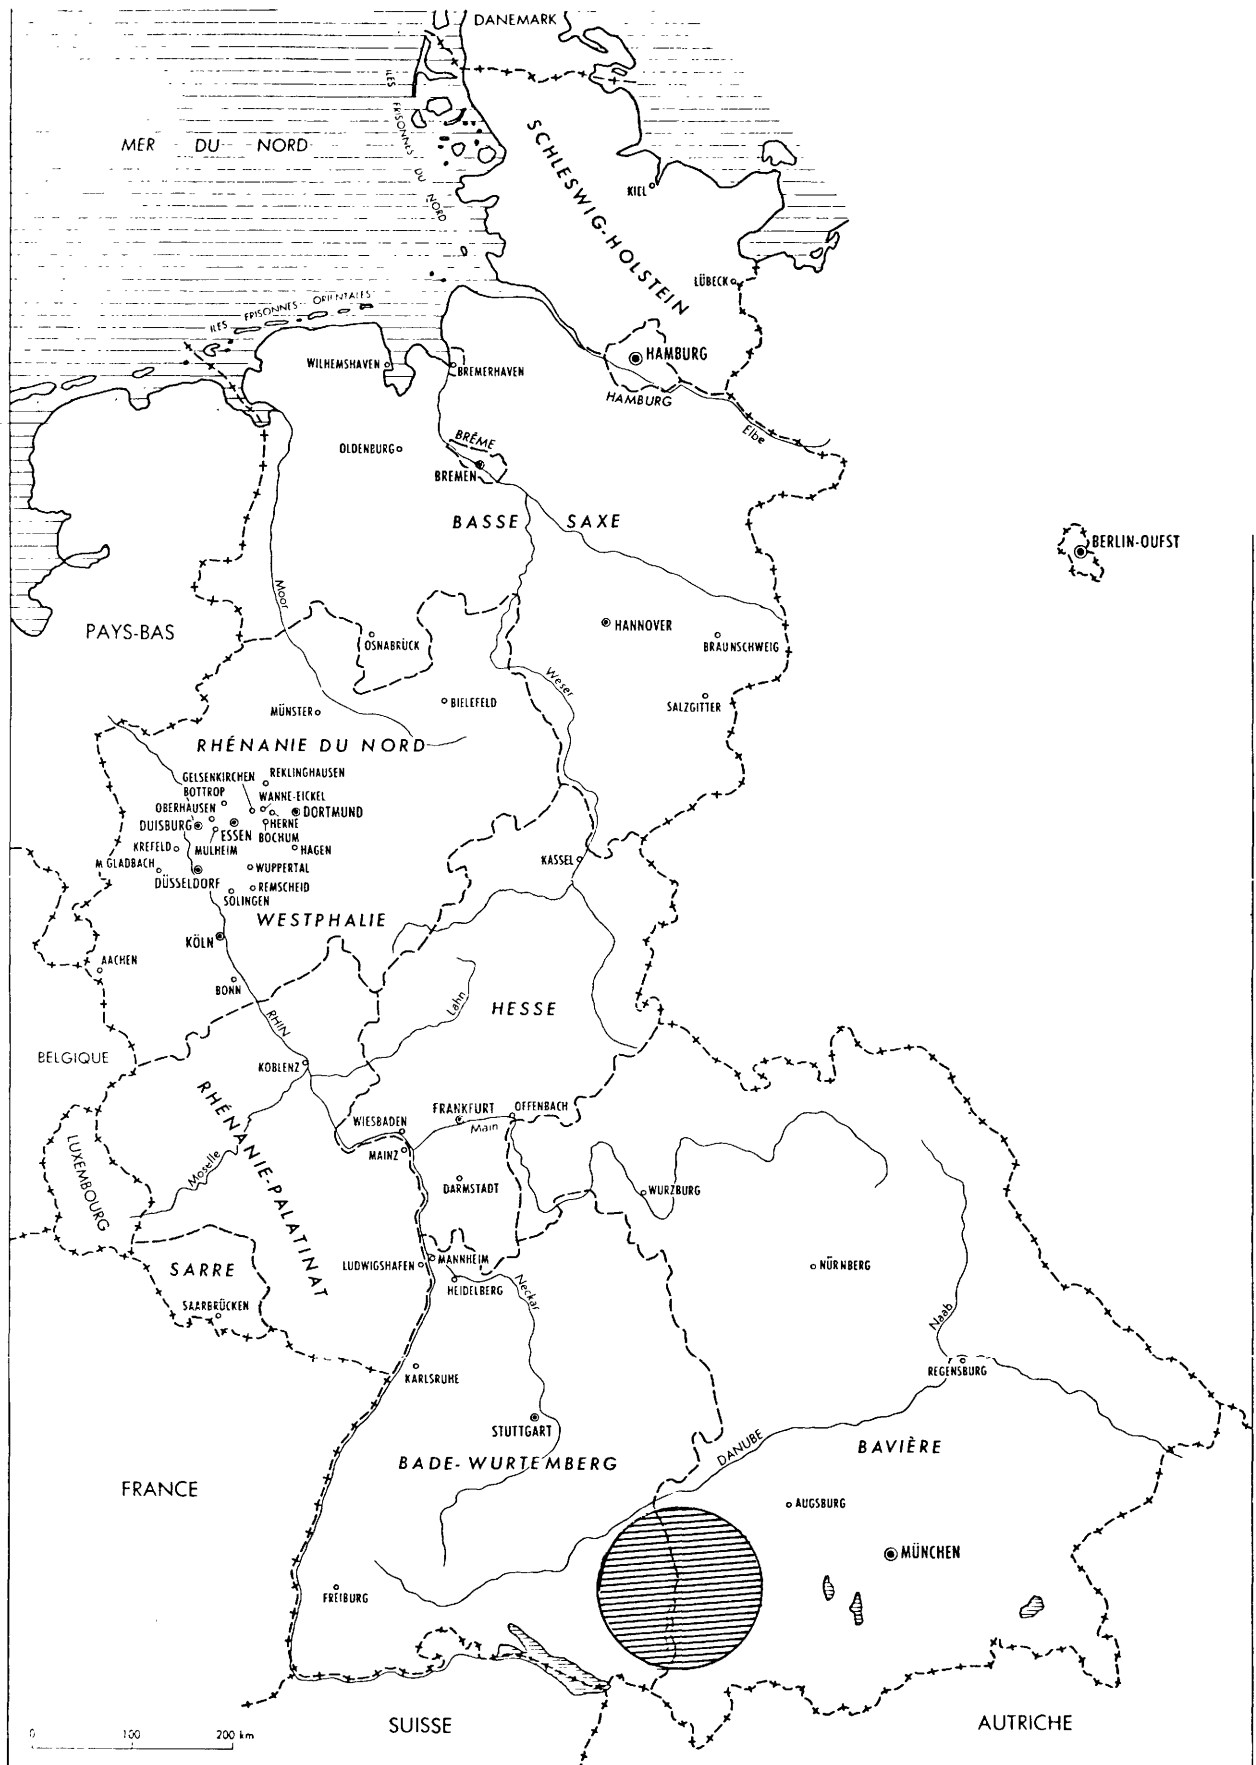 DANEMARK
ILES FRISONNES DU NORD
MER DU NORD
SCHLESWIG-HOLSTEIN
KIEL
LÜBECK
ILES FRISONNES ORIENTALES
WILHEMSHAVEN
BREMERHAVEN
HAMBURG
HAMBURG
Elbe
OLDENBURG
BRÊME
BREMEN
BASSE SAXE
BERLIN-OUFST
Moor
PAYS-BAS
OSNABRÜCK
HANNOVER
BRAUNSCHWEIG
Weser
BIELEFELD
SALZGITTER
MÜNSTER
RHÉNANIE DU NORD
GELSENKIRCHEN
REKLINGHAUSEN
BOTTROP
WANNE-EICKEL
OBERHAUSEN
DORTMUND
DUISBURG
ESSEN
HERNE
BOCHUM
KREFELD
MULHEIM
HAGEN
M GLADBACH
WUPPERTAL
KASSEL
DÜSSELDORF
REMSCHEID
SOLINGEN
WESTPHALIE
KÖLN
AACHEN
BONN
RHIN
Lahn
HESSE
BELGIQUE
KOBLENZ
RHÉNANIE-PALATINAT
WIESBADEN
FRANKFURT
OFFENBACH
Main
MAINZ
LUXEMBOURG
Moselle
DARMSTADT
WURZBURG
SARRE
LUDWIGSHAFEN
MANNHEIM
HEIDELBERG
Neckar
NÜRNBERG
SAARBRÜCKEN
Naab
KARLSRUHE
REGENSBURG
STUTTGART
DANUBE
BAVIÈRE
BADE-WURTEMBERG
FRANCE
AUGSBURG
MÜNCHEN
FREIBURG
SUISSE
AUTRICHE
0 100 200 km